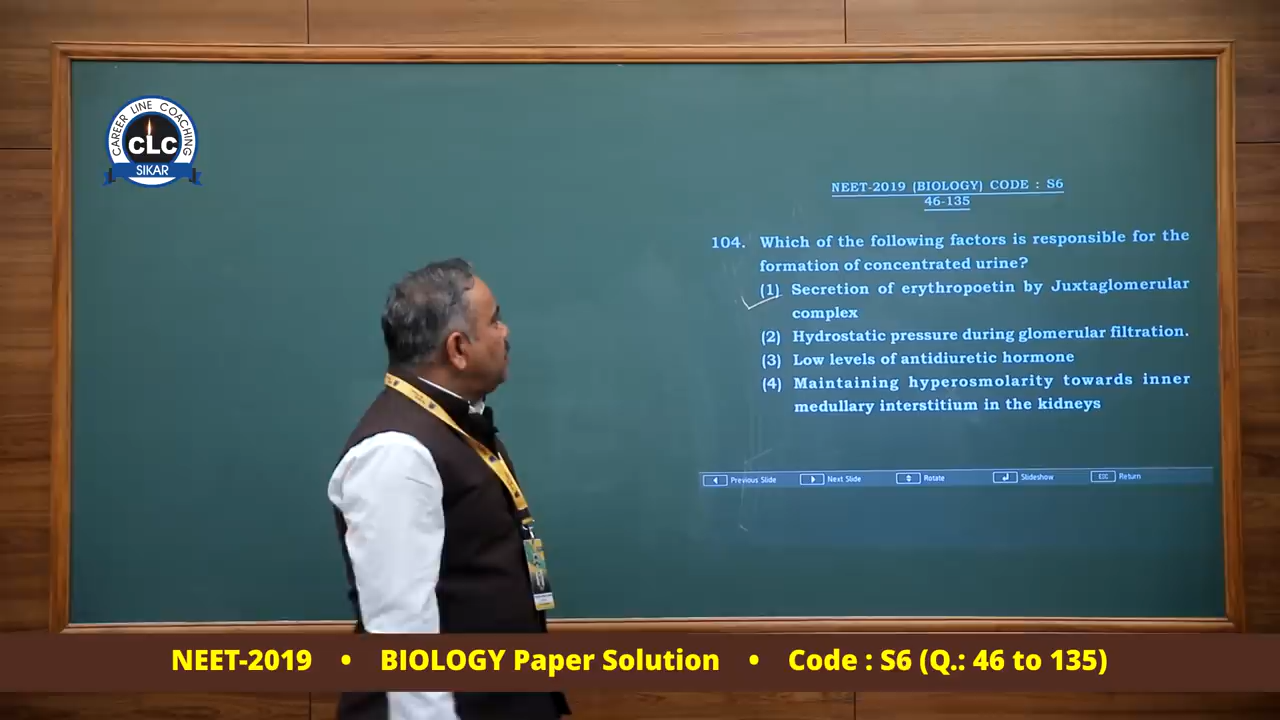 CAREER LINE COACHING
CLC
SIKAR
NEET-2019 (BIOLOGY) CODE : S6
46-135
104. Which of the following factors is responsible for the
formation of concentrated urine?
(1) Secretion of erythropoetin by Juxtaglomerular
complex
(2) Hydrostatic pressure during glomerular filtration.
(3) Low levels of antidiuretic hormone
(4) Maintaining hyperosmolarity towards inner
medullary interstitium in the kidneys
Previous Slide Next Slide Rotate Slideshow ESC Return
NEET-2019 • BIOLOGY Paper Solution • Code : S6 (Q.: 46 to 135)